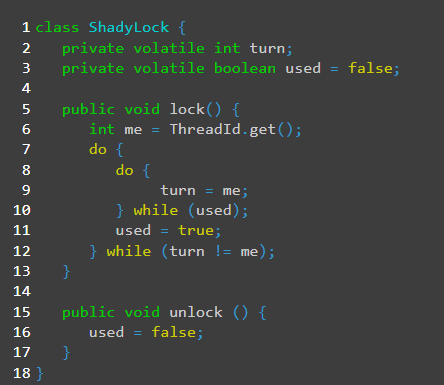 1 class ShadyLock {
2    private volatile int turn;
3    private volatile boolean used = false;
4
5    public void lock() {
6       int me = ThreadId.get();
7       do {
8          do {
9               turn = me;
10         } while (used);
11         used = true;
12      } while (turn != me);
13   }
14
15   public void unlock () {
16      used = false;
17   }
18 }